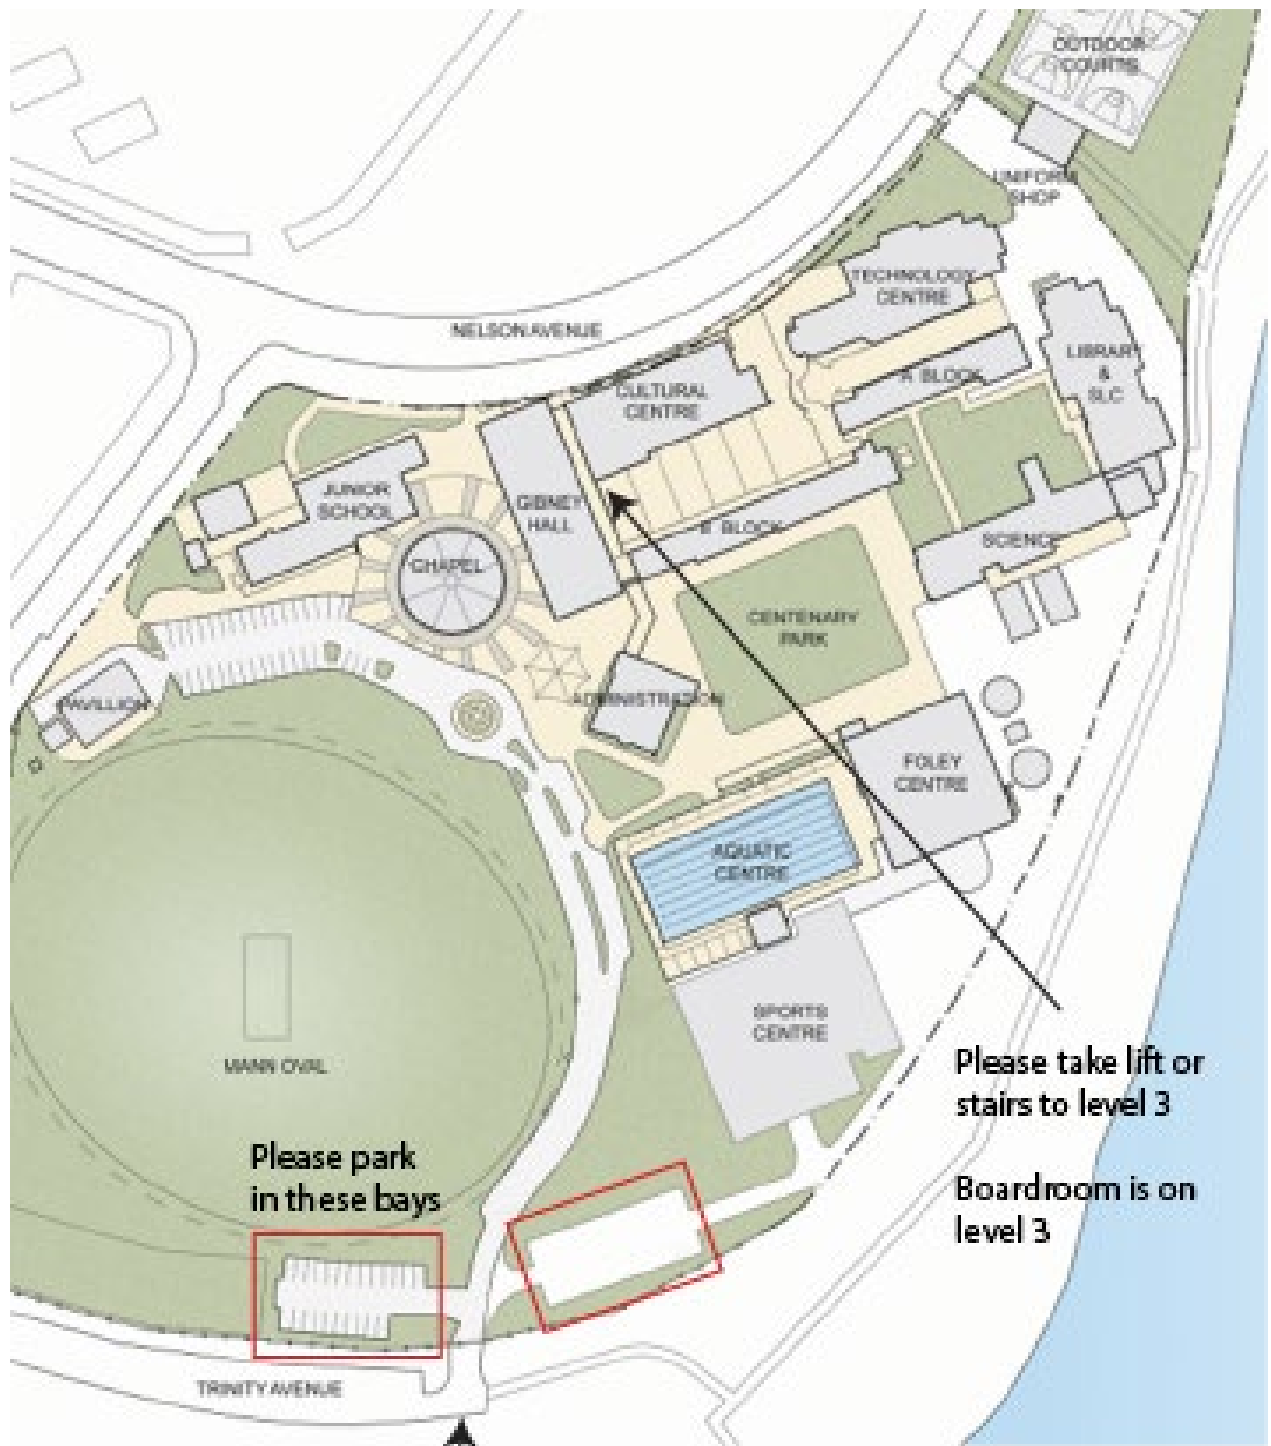 OUTDOOR
COURTS
UNIFORM
SHOP
TECHNOLOGY
CENTRE
NELSON AVENUE
LIBRARY
&
SLC
A BLOCK
CULTURAL
CENTRE
JUNIOR
SCHOOL
GIBNEY
HALL
B BLOCK
SCIENCE
CHAPEL
CENTENARY
PARK
PAVILLION
ADMINISTRATION
FOLEY
CENTRE
AQUATIC
CENTRE
SPORTS
CENTRE
MANN OVAL
Please take lift or
stairs to level 3
Boardroom is on
level 3
Please park
in these bays
TRINITY AVENUE